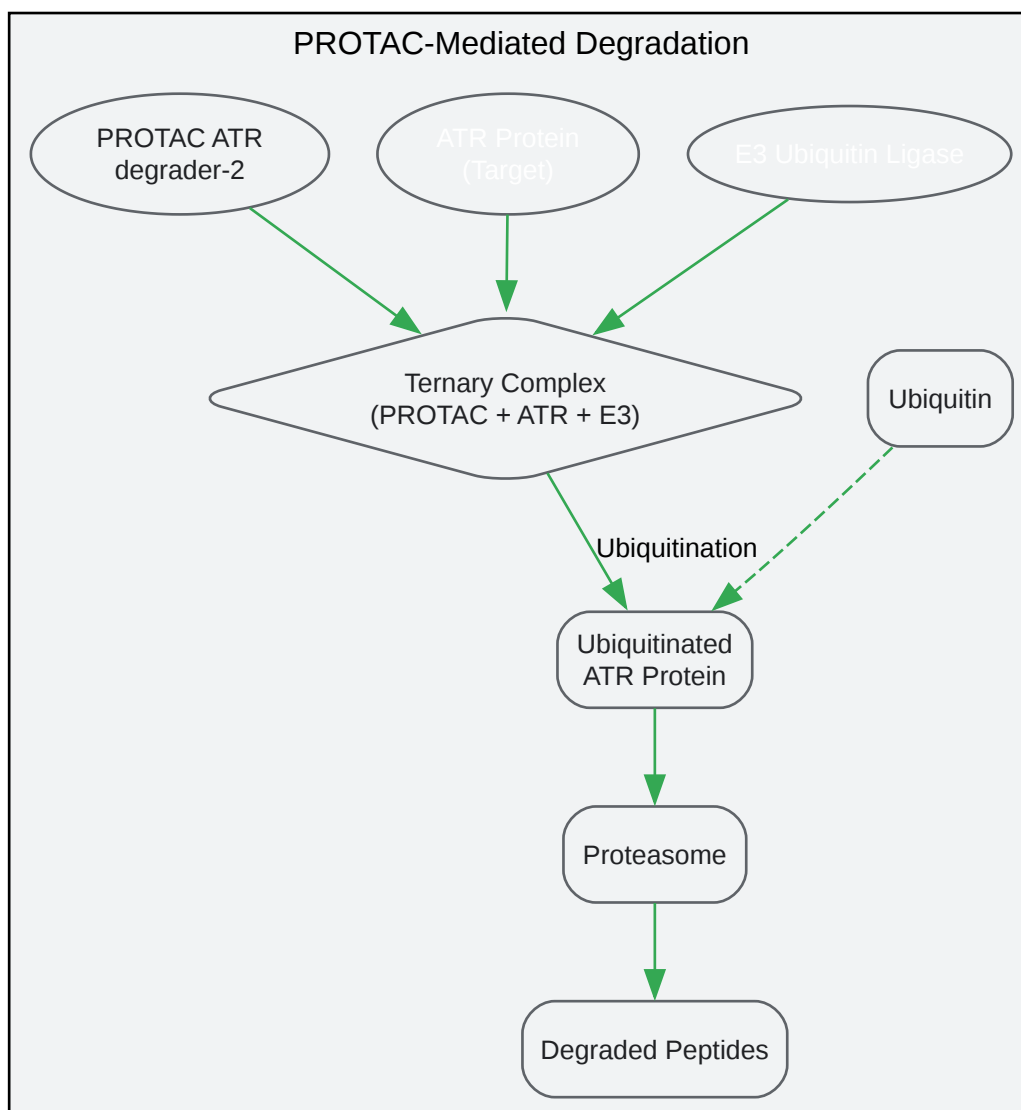 PROTAC-Mediated Degradation
PROTAC ATR
degrader-2
ATR Protein
(Target)
E3 Ubiquitin Ligase
Ternary Complex
(PROTAC + ATR + E3)
Ubiquitin
Ubiquitination
Ubiquitinated
ATR Protein
Proteasome
Degraded Peptides